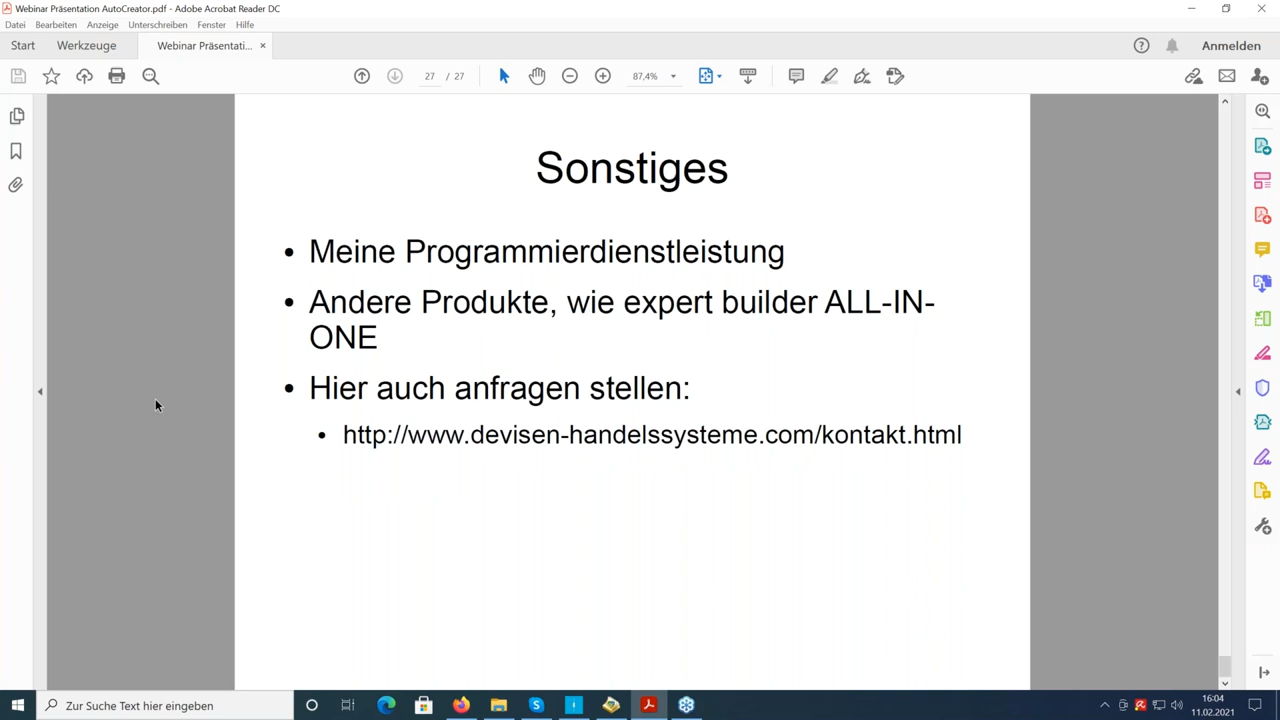 Webinar Präsentation AutoCreator.pdf - Adobe Acrobat Reader DC
Datei Bearbeiten Anzeige Unterschreiben Fenster Hilfe
Start Werkzeuge Webinar Präsentati... × Anmelden
27 / 27 87,4%
Sonstiges
• Meine Programmierdienstleistung
• Andere Produkte, wie expert builder ALL-IN-
ONE
• Hier auch anfragen stellen:
• http://www.devisen-handelssysteme.com/kontakt.html
Zur Suche Text hier eingeben
16:04
11.02.2021